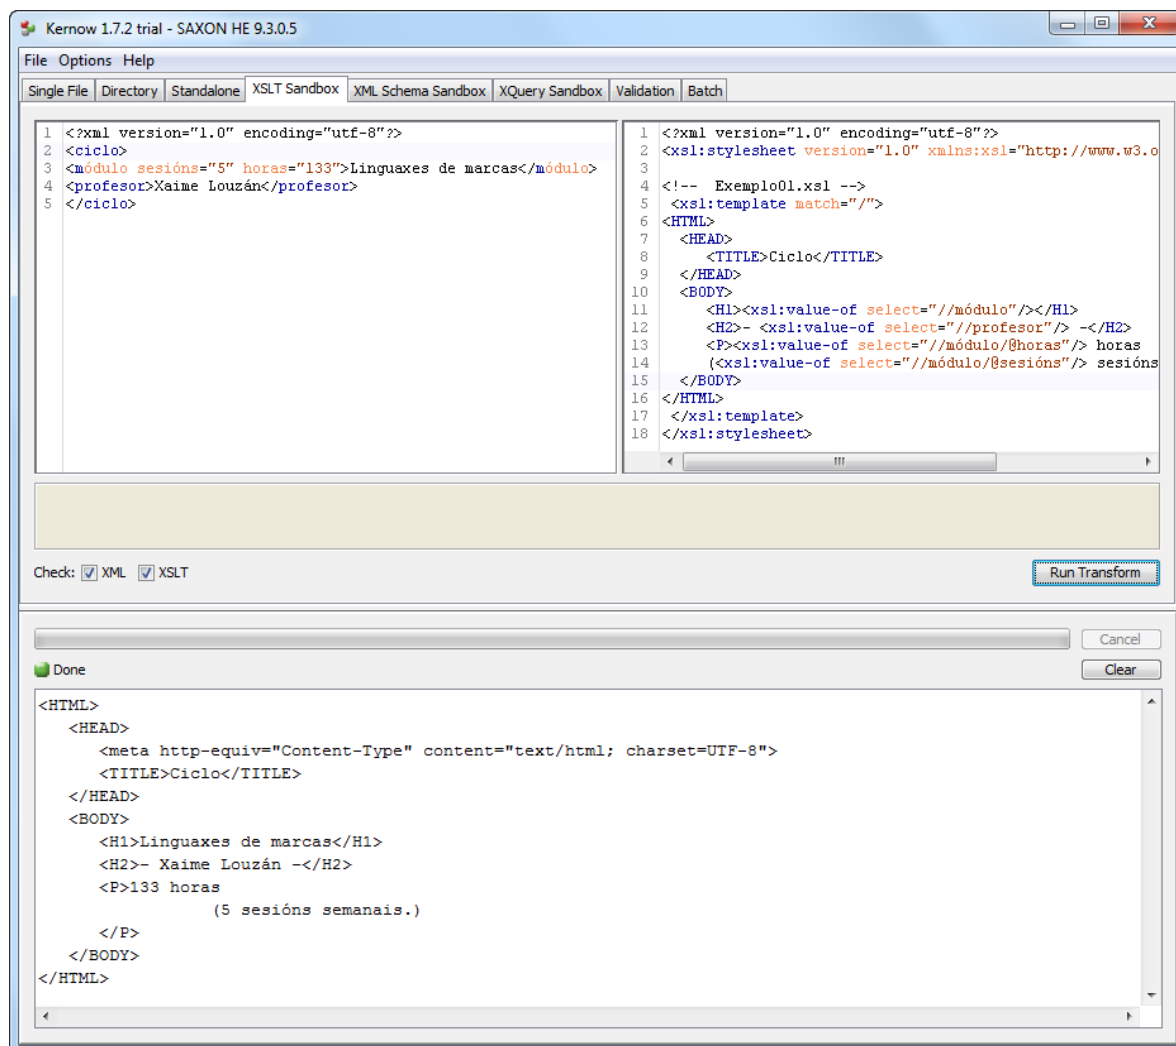 Kernow 1.7.2 trial - SAXON HE 9.3.0.5
File Options Help
Single File Directory Standalone XSLT Sandbox XML Schema Sandbox XQuery Sandbox Validation Batch
1 <?xml version="1.0" encoding="utf-8"?>
2 <ciclo>
3 <módulo sesións="5" horas="133">Linguaxes de marcas</módulo>
4 <profesor>Xaime Louzán</profesor>
5 </ciclo>
1 <?xml version="1.0" encoding="utf-8"?>
2 <xsl:stylesheet version="1.0" xmlns:xsl="http://www.w3.o
3
4 <!--  Exemplo01.xsl -->
5 <xsl:template match="/">
6 <HTML>
7 <HEAD>
8 <TITLE>Ciclo</TITLE>
9 </HEAD>
10 <BODY>
11 <H1><xsl:value-of select="//módulo"/></H1>
12 <H2>- <xsl:value-of select="//profesor"/> -</H2>
13 <P><xsl:value-of select="//módulo/@horas"/> horas
14 (<xsl:value-of select="//módulo/@sesións"/> sesións
15 </BODY>
16 </HTML>
17 </xsl:template>
18 </xsl:stylesheet>
Check: XML XSLT
Run Transform
Cancel
Done
Clear
<HTML>
<HEAD>
<meta http-equiv="Content-Type" content="text/html; charset=UTF-8">
<TITLE>Ciclo</TITLE>
</HEAD>
<BODY>
<H1>Linguaxes de marcas</H1>
<H2>- Xaime Louzán -</H2>
<P>133 horas
(5 sesións semanais.)
</P>
</BODY>
</HTML>